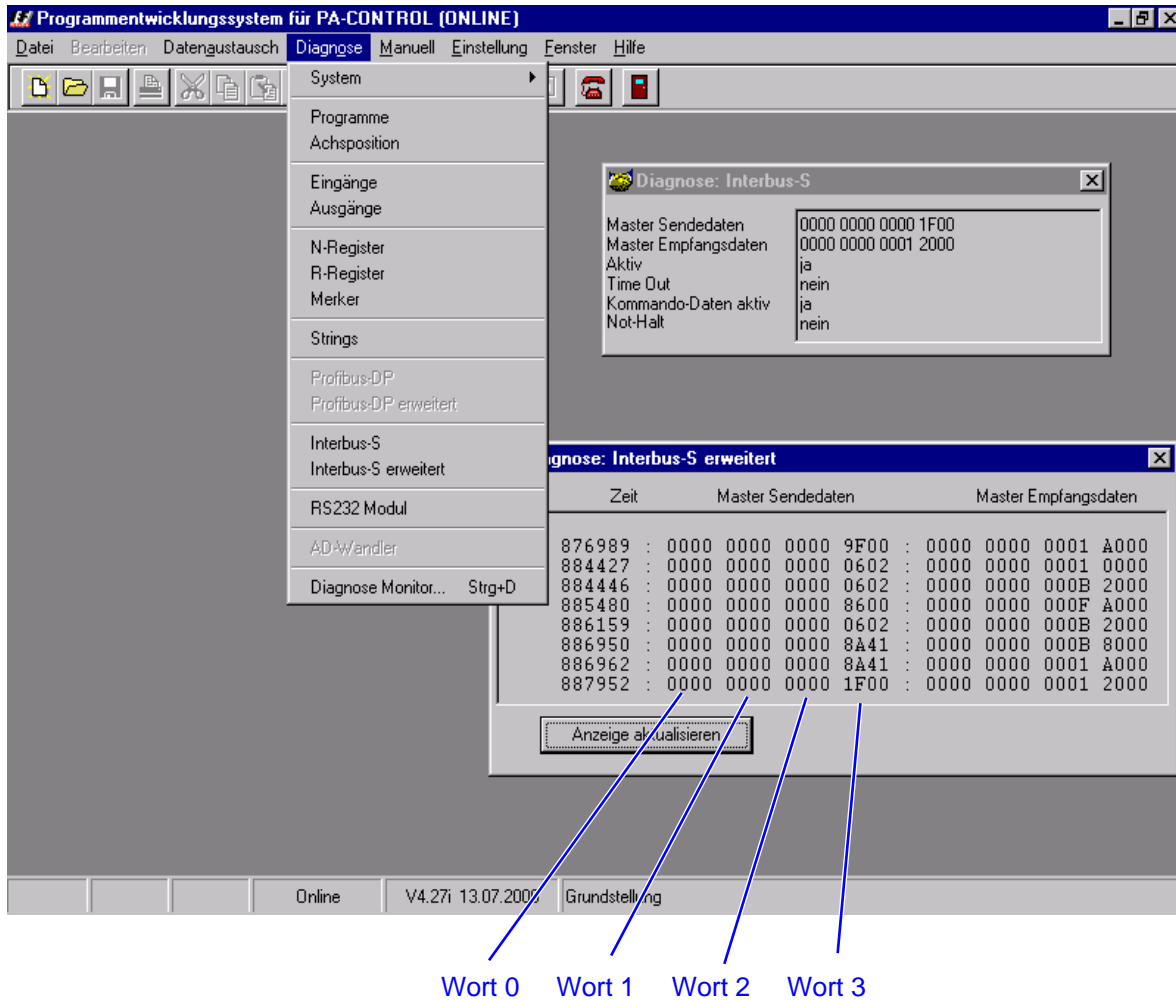 Programmentwicklungssystem für PA-CONTROL (ONLINE)
Datei Bearbeiten Datenaustausch Diagnose Manuell Einstellung Fenster Hilfe
System
Programme
Achsposition
Eingänge
Ausgänge
N-Register
R-Register
Merker
Strings
Profibus-DP
Profibus-DP erweitert
Interbus-S
Interbus-S erweitert
RS232 Modul
AD-Wandler
Diagnose Monitor... Strg+D
Diagnose: Interbus-S
Master Sendedaten 0000 0000 0000 1F00
Master Empfangsdaten 0000 0000 0001 2000
Aktiv ja
Time Out nein
Kommando-Daten aktiv ja
Not-Halt nein
ignose: Interbus-S erweitert
Zeit Master Sendedaten Master Empfangsdaten
876989 : 0000 0000 0000 9F00 : 0000 0000 0001 A000
884427 : 0000 0000 0000 0602 : 0000 0000 0001 0000
884446 : 0000 0000 0000 0602 : 0000 0000 000B 2000
885480 : 0000 0000 0000 8600 : 0000 0000 000F A000
886159 : 0000 0000 0000 0602 : 0000 0000 000B 2000
886950 : 0000 0000 0000 8A41 : 0000 0000 000B 8000
886962 : 0000 0000 0000 8A41 : 0000 0000 0001 A000
887952 : 0000 0000 0000 1F00 : 0000 0000 0001 2000
Anzeige aktualisieren
Online V4.27i 13.07.2000 Grundstellung
Wort 0 Wort 1 Wort 2 Wort 3